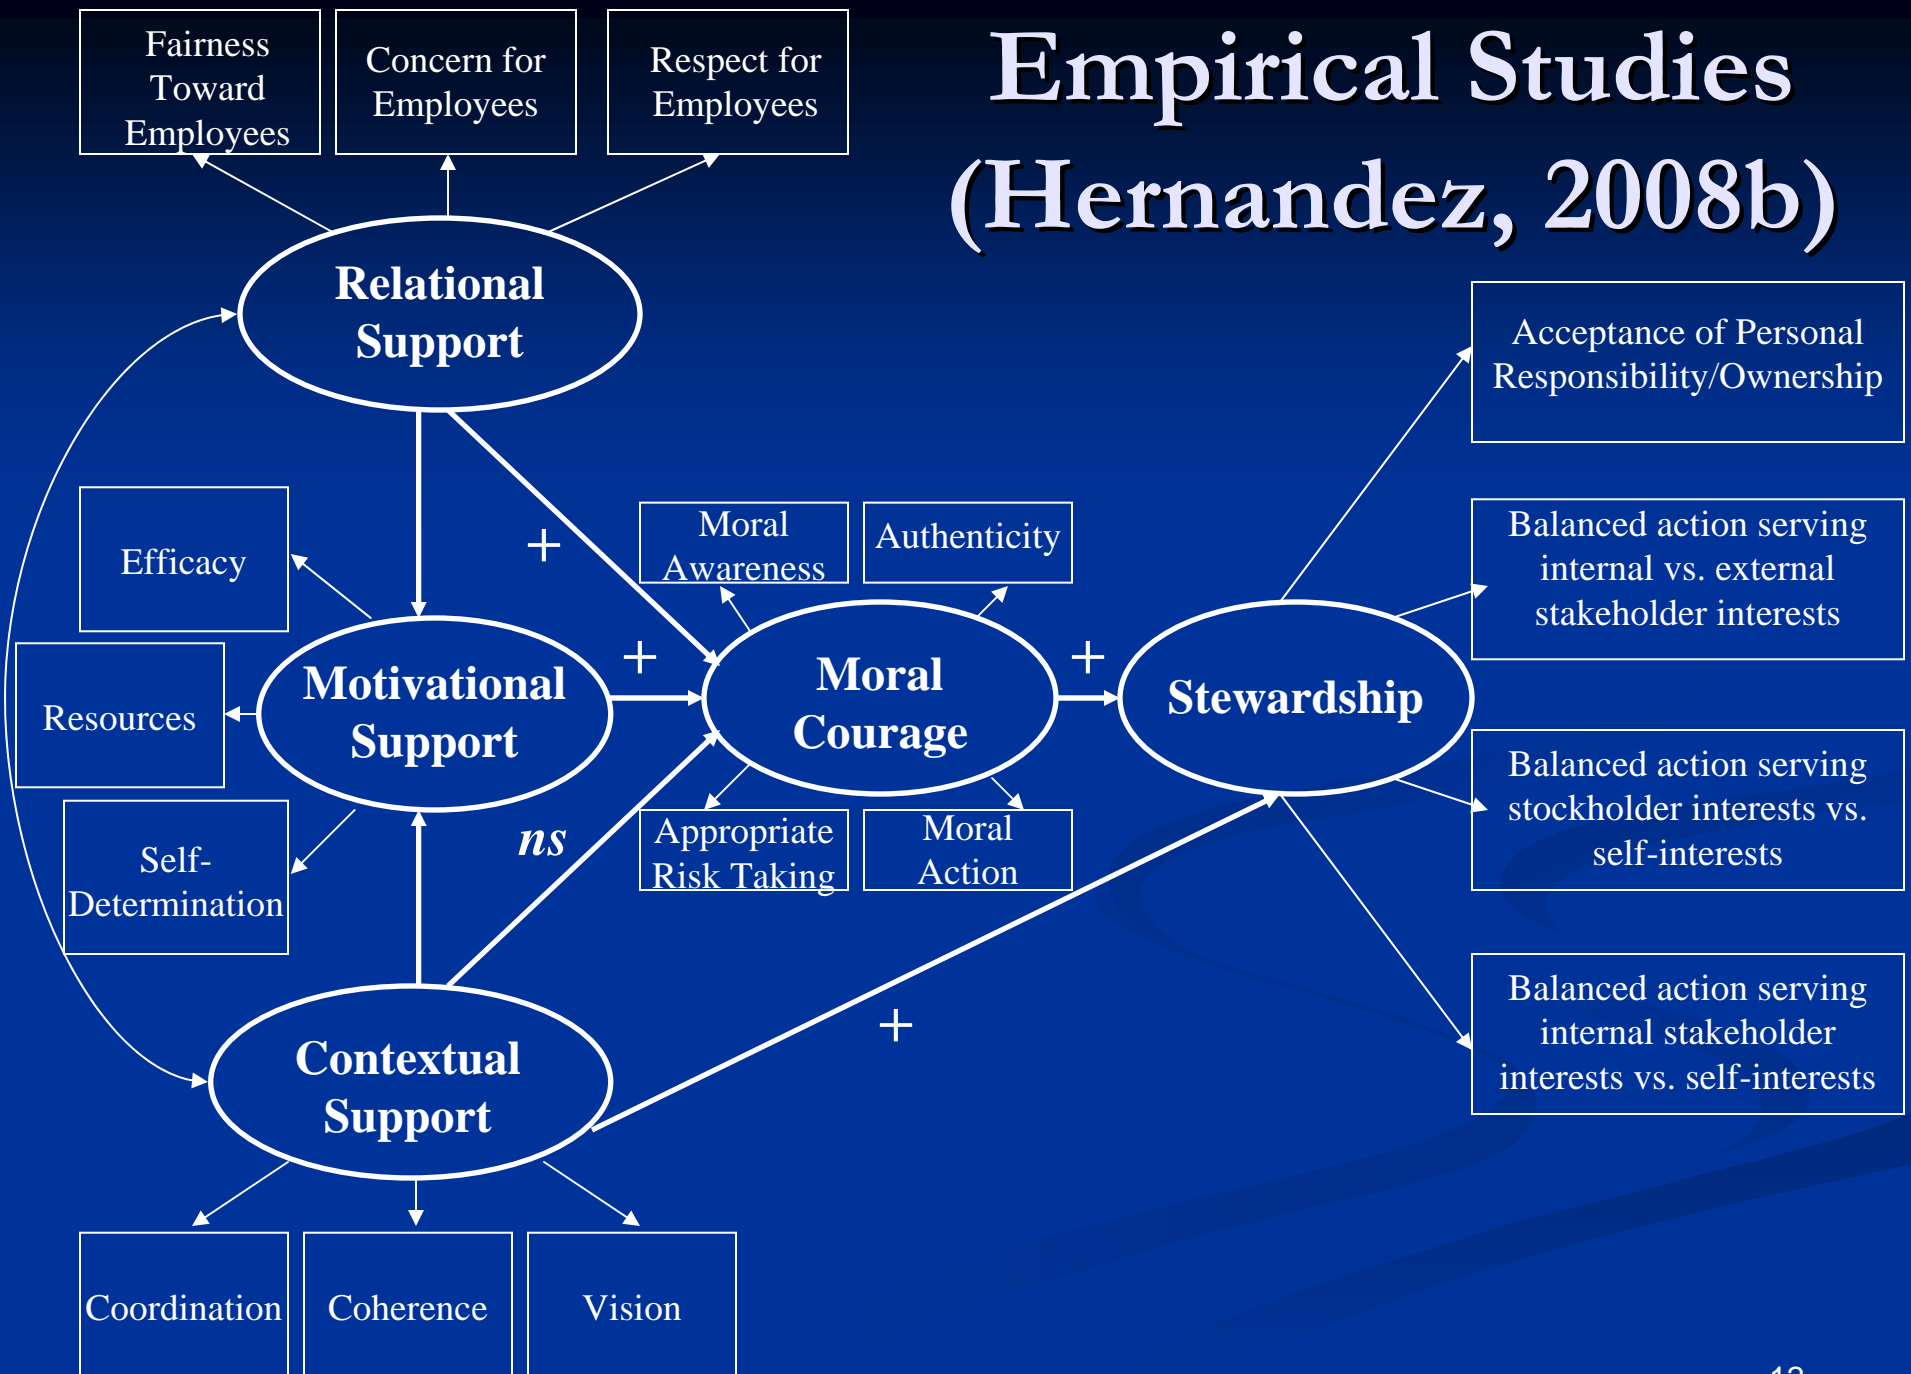 Empirical Studies
(Hernandez, 2008b)
Fairness
Toward
Employees
Concern for
Employees
Respect for
Employees
Relational
Support
Acceptance of Personal
Responsibility/Ownership
Efficacy
+
Moral
Awareness
Authenticity
Balanced action serving
internal vs. external
stakeholder interests
Resources
Motivational
Support
+
Moral
Courage
+
Stewardship
Self-
Determination
ns
Appropriate
Risk Taking
Moral
Action
Balanced action serving
stockholder interests vs.
self-interests
Contextual
Support
+
Balanced action serving
internal stakeholder
interests vs. self-interests
Coordination
Coherence
Vision